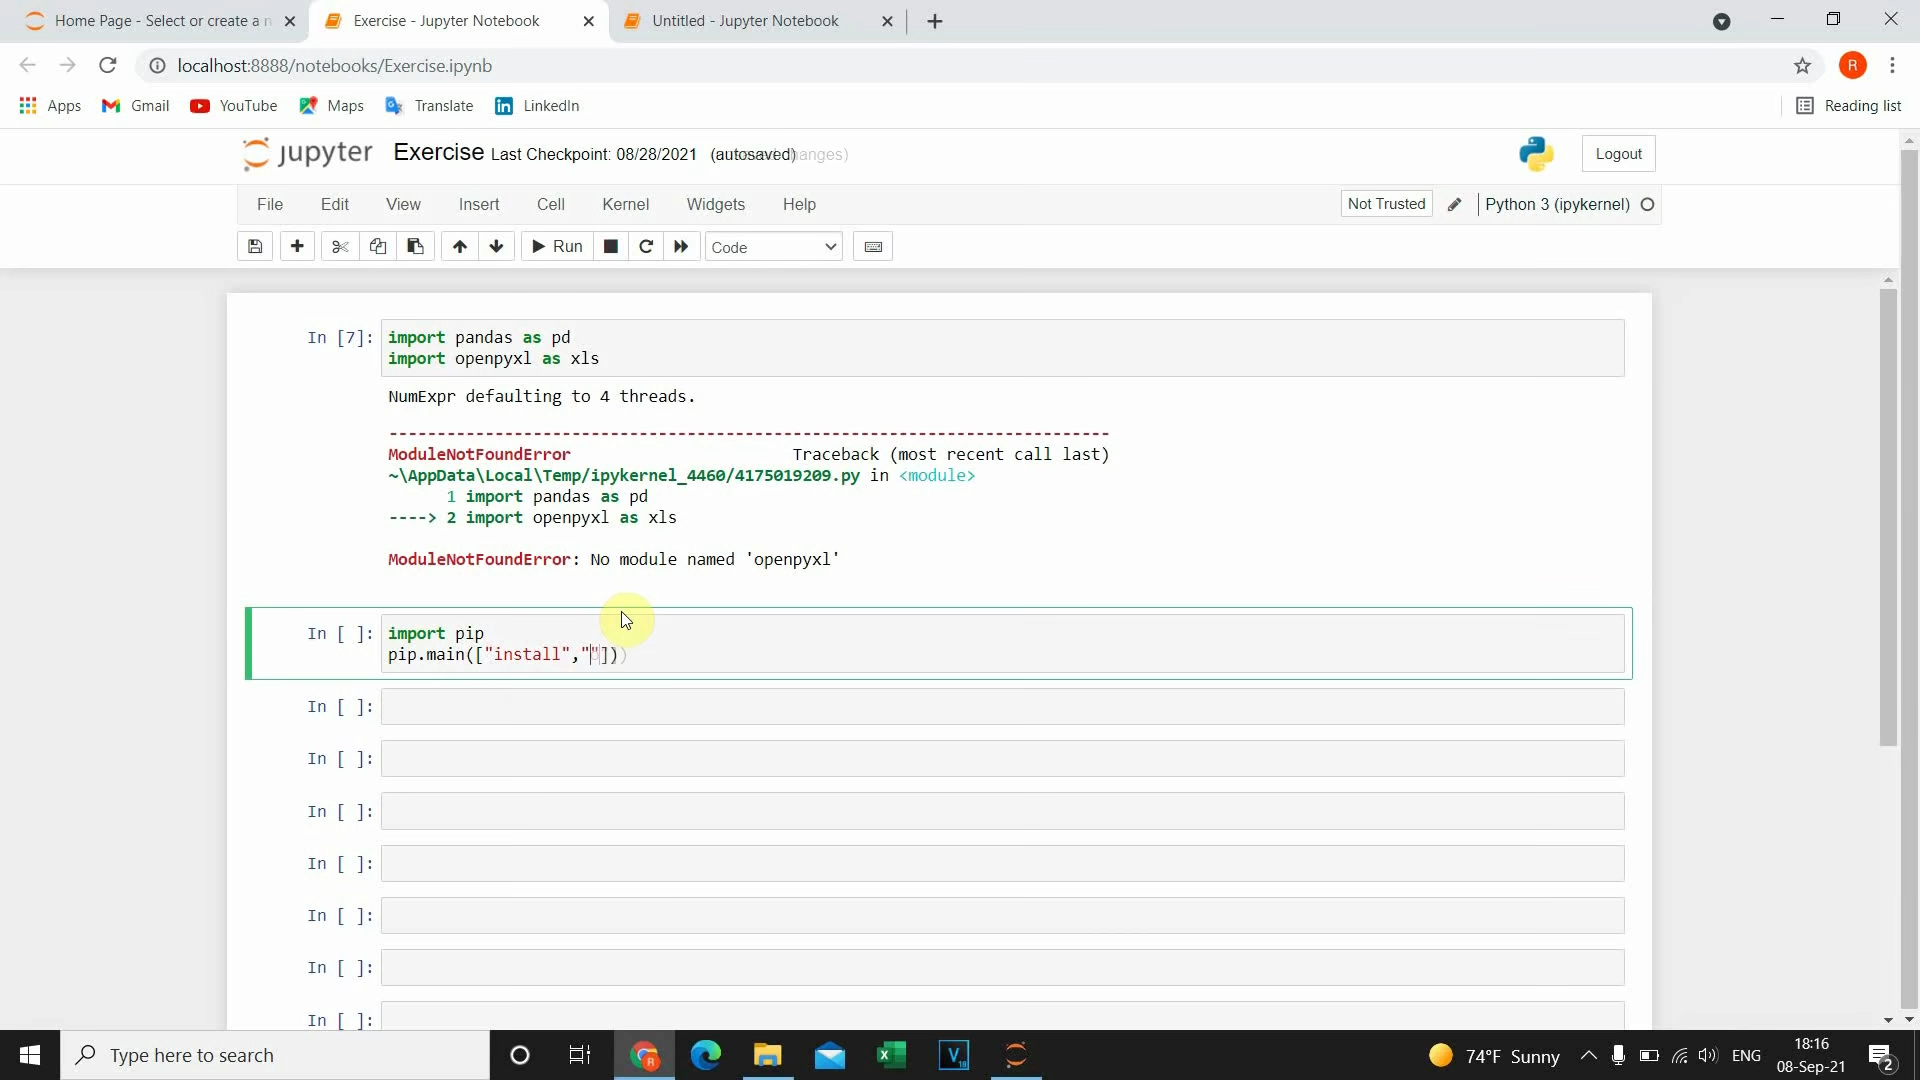 Home Page - Select or create a n
Exercise - Jupyter Notebook
Untitled - Jupyter Notebook
localhost:8888/notebooks/Exercise.ipynb
R
Apps
Gmail
YouTube
Maps
Translate
LinkedIn
Reading list
jupyter Exercise Last Checkpoint: 08/28/2021 (autosaved)
Logout
File Edit View Insert Cell Kernel Widgets Help
Not Trusted
Python 3 (ipykernel)
Run
Code
In [7]: import pandas as pd
import openpyxl as xls
NumExpr defaulting to 4 threads.
---------------------------------------------------------------------------
ModuleNotFoundError Traceback (most recent call last)
~\AppData\Local\Temp/ipykernel_4460/4175019209.py in <module>
1 import pandas as pd
----> 2 import openpyxl as xls
ModuleNotFoundError: No module named 'openpyxl'
In [ ]: import pip
pip.main(["install",""])
In [ ]:
In [ ]:
In [ ]:
In [ ]:
In [ ]:
In [ ]:
In [ ]:
Type here to search
74°F Sunny
ENG
18:16
08-Sep-21
2